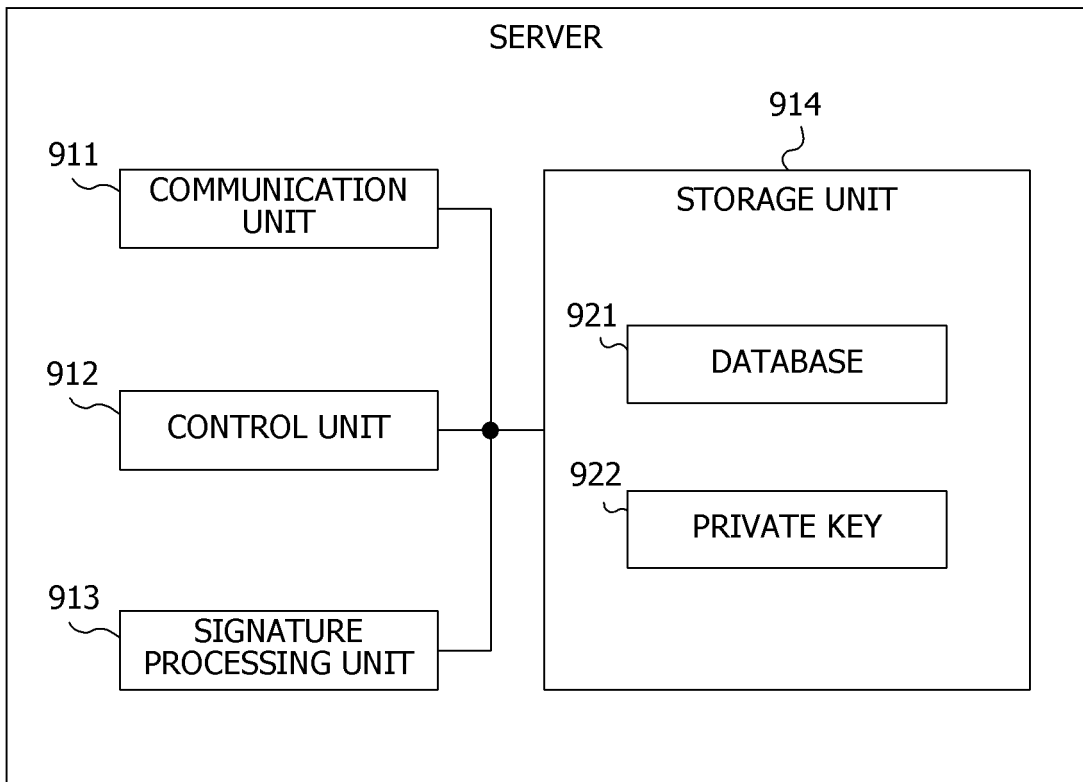 SERVER
914
911
COMMUNICATION
UNIT
STORAGE UNIT
921
DATABASE
912
CONTROL UNIT
922
PRIVATE KEY
913
SIGNATURE
PROCESSING UNIT